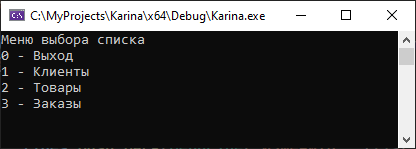 C:\MyProjects\Karina\x64\Debug\Karina.exe
Меню выбора списка
0 - Выход
1 - Клиенты
2 - Товары
3 - Заказы